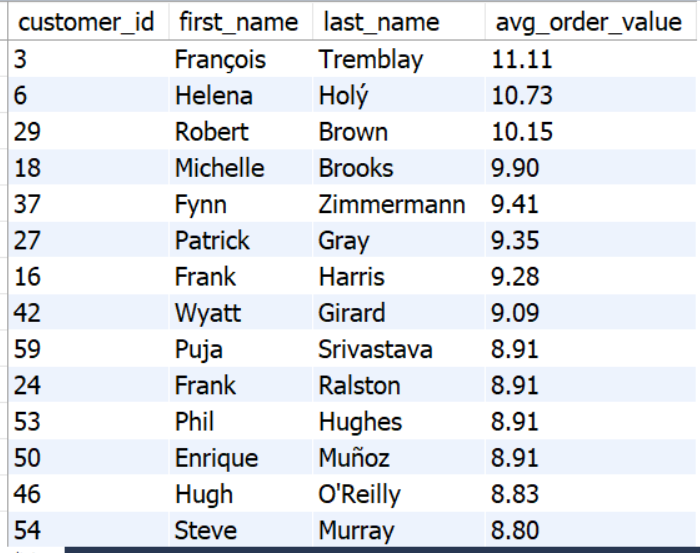 customer_id first_name last_name avg_order_value
3 François Tremblay 11.11
6 Helena Holý 10.73
29 Robert Brown 10.15
18 Michelle Brooks 9.90
37 Fynn Zimmermann 9.41
27 Patrick Gray 9.35
16 Frank Harris 9.28
42 Wyatt Girard 9.09
59 Puja Srivastava 8.91
24 Frank Ralston 8.91
53 Phil Hughes 8.91
50 Enrique Muñoz 8.91
46 Hugh O'Reilly 8.83
54 Steve Murray 8.80